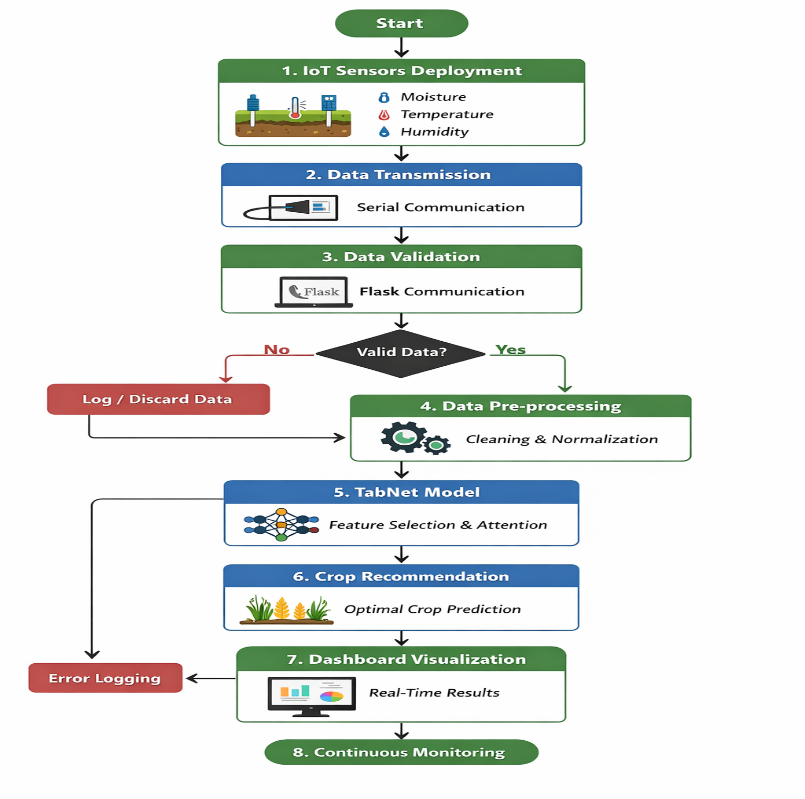 Start
1. IoT Sensors Deployment
Moisture
Temperature
Humidity
2. Data Transmission
Serial Communication
3. Data Validation
Flask
Flask Communication
Valid Data?
No
Yes
Log / Discard Data
4. Data Pre-processing
Cleaning & Normalization
5. TabNet Model
Feature Selection & Attention
6. Crop Recommendation
Optimal Crop Prediction
7. Dashboard Visualization
Error Logging
Real-Time Results
8. Continuous Monitoring